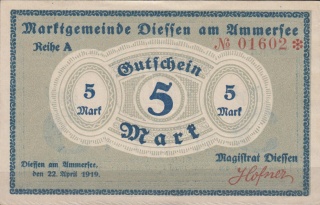 Marktgemeinde Diessen am Ammersee
Reihe A
№ 01602 *
Gutschein
5 Mark
5
5 Mark
Mark
Diessen am Ammersee.
den 22. April 1919.
Magistrat Diessen
Hofner